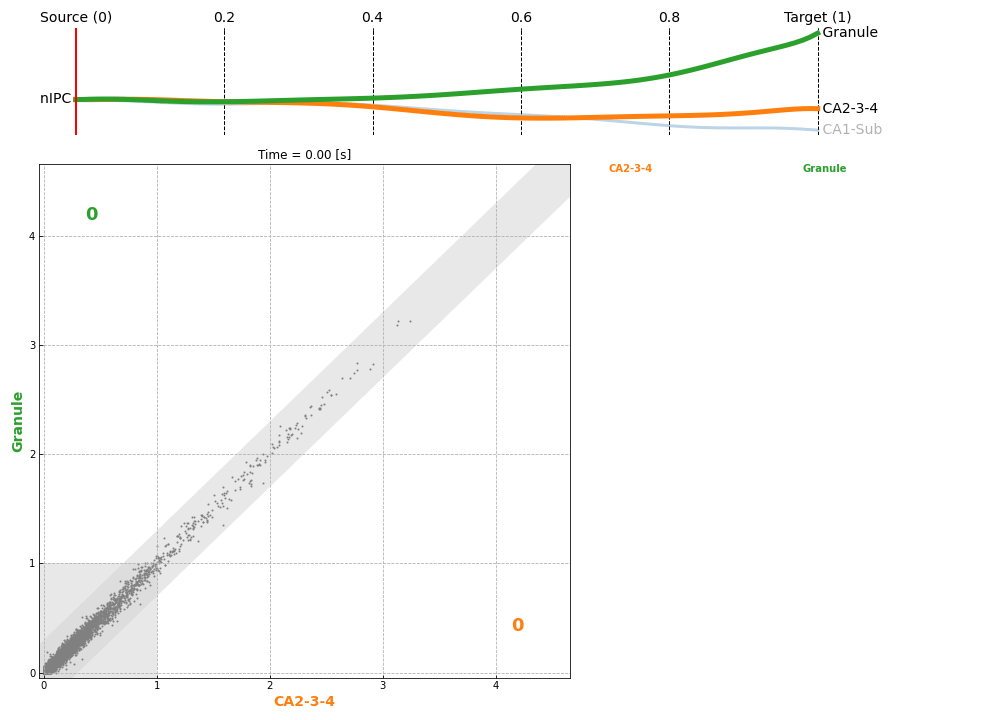 Source (0) 0.2 0.4 0.6 0.8 Target (1)
Granule
nIPC
CA2-3-4
CA1-Sub
Time = 0.00 [s]
CA2-3-4 Granule
0
4
3
2
1
0
0
Granule
0 1 2 3 4
CA2-3-4